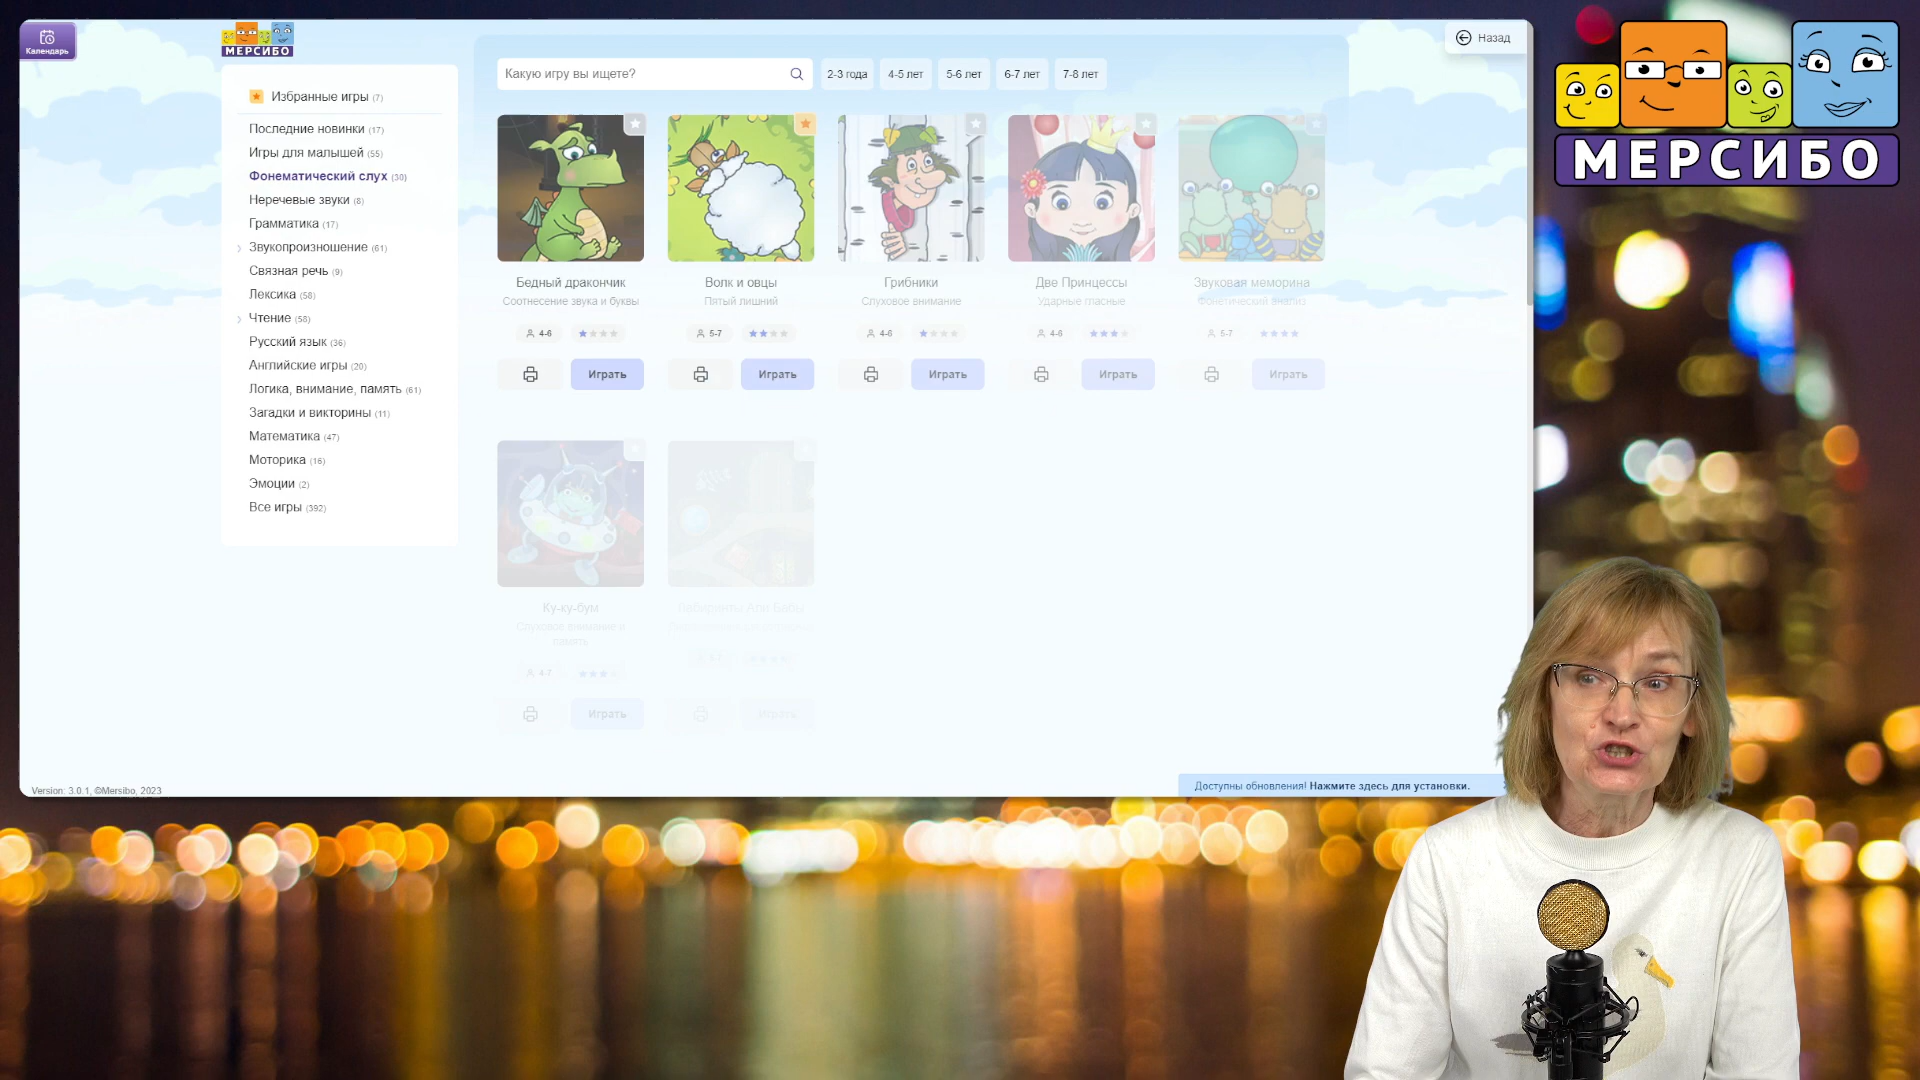 Календарь
МЕРСИБО
Назад
МЕРСИБО
Какую игру вы ищете?
2-3 года
4-5 лет
5-6 лет
6-7 лет
7-8 лет
Избранные игры (7)
Последние новинки (17)
Игры для малышей (55)
Фонематический слух (30)
Неречевые звуки (8)
Грамматика (17)
Звукопроизношение (61)
Связная речь (9)
Лексика (58)
Чтение (58)
Русский язык (36)
Английские игры (20)
Логика, внимание, память (61)
Загадки и викторины (11)
Математика (47)
Моторика (16)
Эмоции (2)
Все игры (392)
Бедный дракончик
Соотнесение звука и буквы
4-6
Играть
Волк и овцы
Пятый лишний
5-7
Играть
Грибники
Слуховое внимание
4-6
Играть
Две Принцессы
Ударные гласные
4-6
Играть
Звуковая меморина
Фонетический анализ
5-7
Играть
Ку-ку-бум
Слуховое внимание и
память
4-7
Играть
Лабиринты Али-Бабы
Играть
Version: 3.0.1, ©Mersibo, 2023
Доступны обновления! Нажмите здесь для установки.